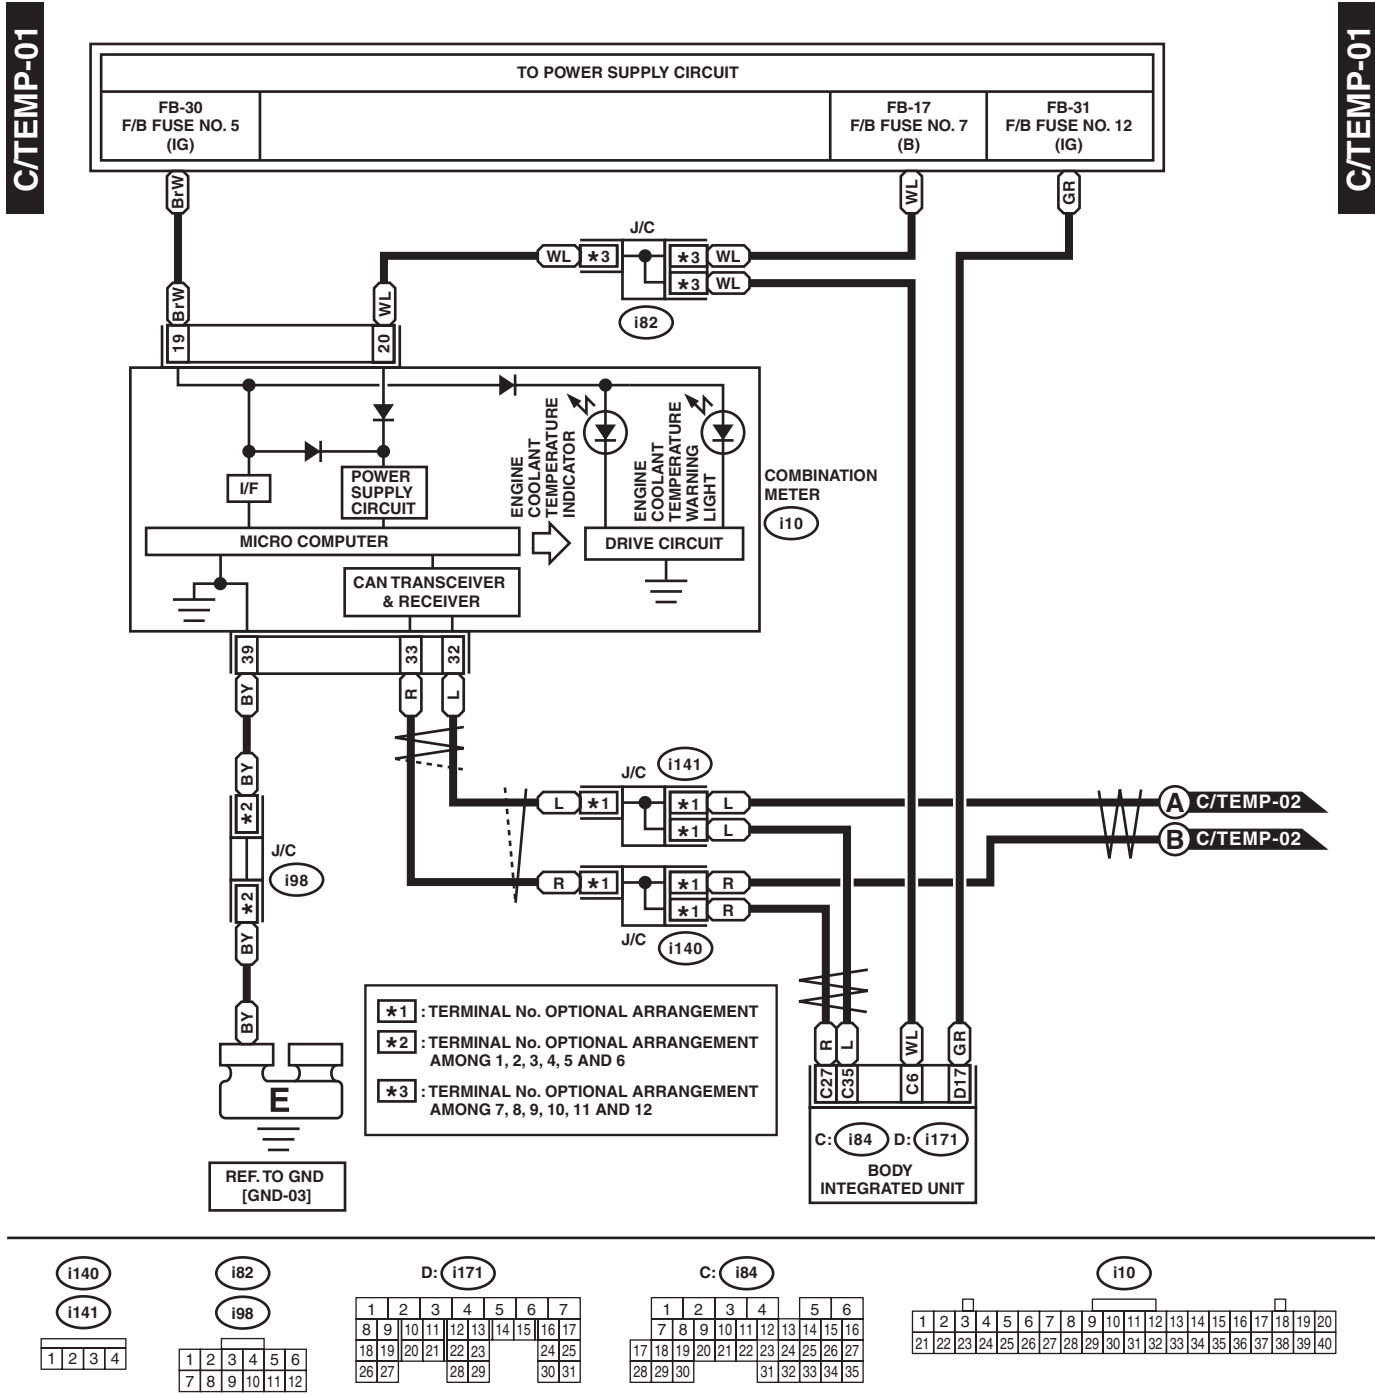 C/TEMP-01
C/TEMP-01
TO POWER SUPPLY CIRCUIT
FB-30
F/B FUSE NO. 5
(IG)
FB-17
F/B FUSE NO. 7
(B)
FB-31
F/B FUSE NO. 12
(IG)
BrW
WL
GR
J/C
WL
*3
*3
WL
*3
WL
i82
BrW
WL
19
20
ENGINE
COOLANT
TEMPERATURE
INDICATOR
ENGINE
COOLANT
TEMPERATURE
WARNING
LIGHT
I/F
POWER
SUPPLY
CIRCUIT
COMBINATION
METER
i10
MICRO COMPUTER
DRIVE CIRCUIT
CAN TRANSCEIVER
& RECEIVER
39
33
32
BY
R
L
BY
*2
J/C
i98
*2
BY
BY
J/C
i141
L
*1
*1
L
*1
L
A
C/TEMP-02
B
C/TEMP-02
R
*1
*1
R
*1
R
J/C
i140
*1 : TERMINAL No. OPTIONAL ARRANGEMENT
*2 : TERMINAL No. OPTIONAL ARRANGEMENT
AMONG 1, 2, 3, 4, 5 AND 6
*3 : TERMINAL No. OPTIONAL ARRANGEMENT
AMONG 7, 8, 9, 10, 11 AND 12
R
L
WL
GR
C27
C35
C6
D17
C: i84 D: i171
BODY
INTEGRATED UNIT
E
REF. TO GND
[GND-03]
i140
i141
1 2 3 4
i82
i98
1 2 3 4 5 6
7 8 9 10 11 12
D: i171
1 2 3 4 5 6 7
8 9 10 11 12 13 14 15 16 17
18 19 20 21 22 23 24 25
26 27 28 29 30 31
C: i84
1 2 3 4 5 6
7 8 9 10 11 12 13 14 15 16
17 18 19 20 21 22 23 24 25 26 27
28 29 30 31 32 33 34 35
i10
1 2 3 4 5 6 7 8 9 10 11 12 13 14 15 16 17 18 19 20
21 22 23 24 25 26 27 28 29 30 31 32 33 34 35 36 37 38 39 40